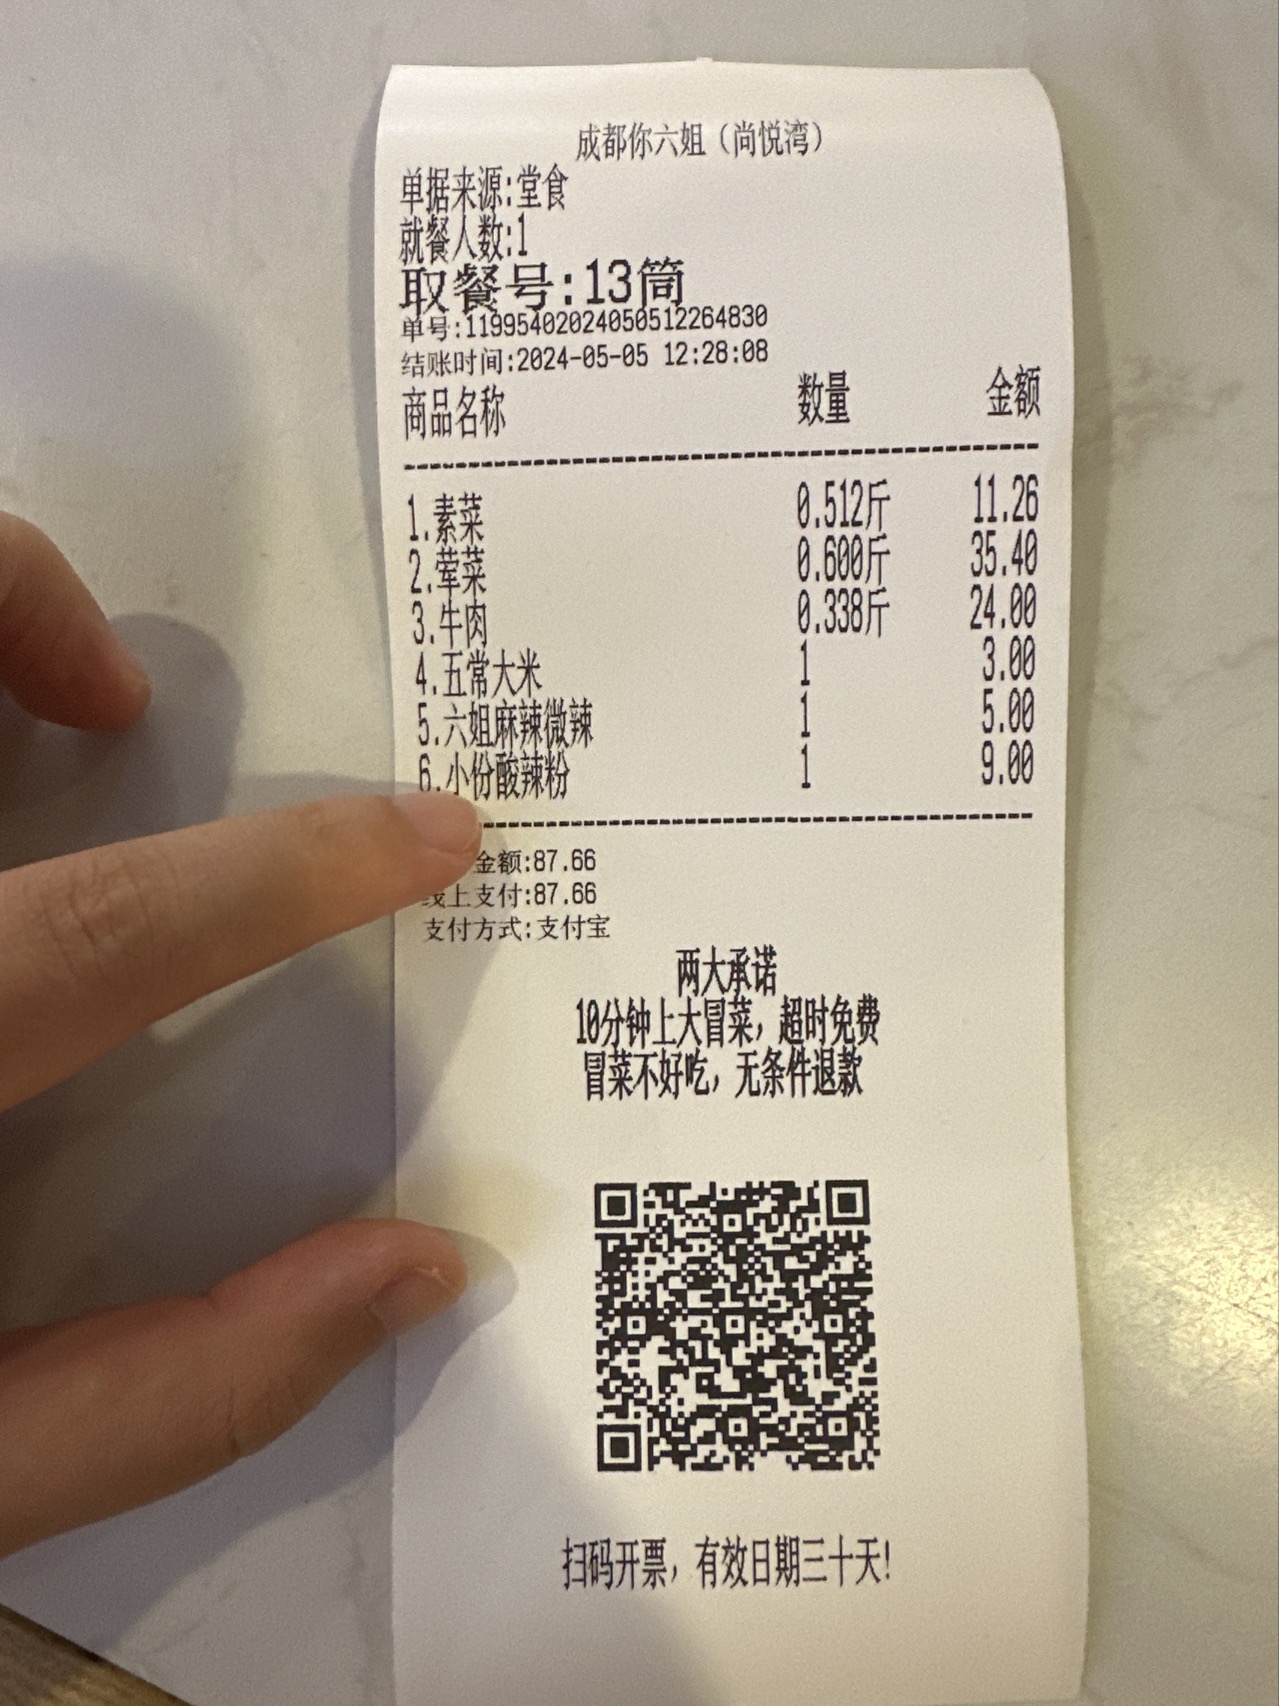 成都你六姐（尚悦湾）
单据来源:堂食
就餐人数:1
取餐号:13筒
单号:11995402024050512264830
结账时间:2024-05-05 12:28:08
商品名称 数量 金额
1.素菜 0.512斤 11.26
2.荤菜 0.600斤 35.40
3.牛肉 0.338斤 24.00
4.五常大米 1 3.00
5.六姐麻辣微辣 1 5.00
6.小份酸辣粉 1 9.00
金额:87.66
线上支付:87.66
支付方式:支付宝
两大承诺
10分钟上大冒菜，超时免费
冒菜不好吃，无条件退款
扫码开票，有效日期三十天!